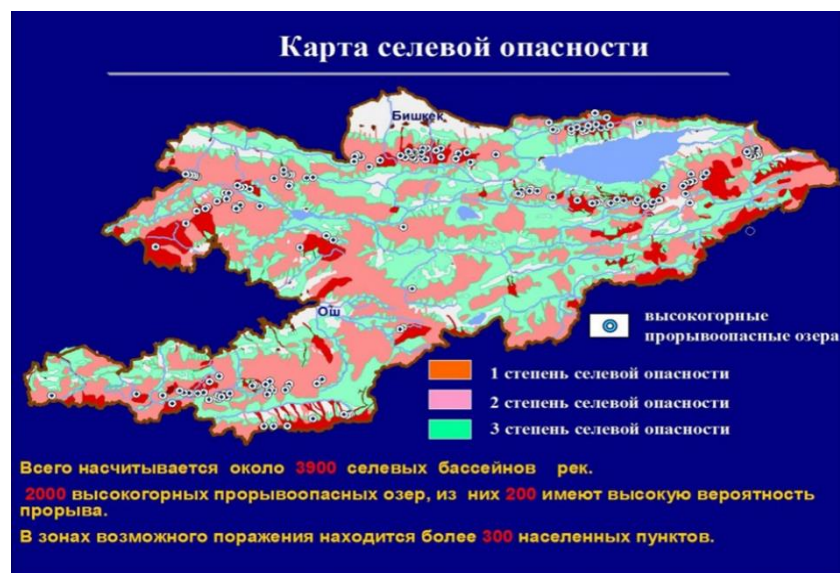 Карта селевой опасности
Бишкек
Ош
высокогорные
прорывоопасные озера
1 степень селевой опасности
2 степень селевой опасности
3 степень селевой опасности
Всего насчитывается около 3900 селевых бассейнов рек.
2000 высокогорных прорывоопасных озер, из них 200 имеют высокую вероятность
прорыва.
В зонах возможного поражения находится более 300 населенных пунктов.